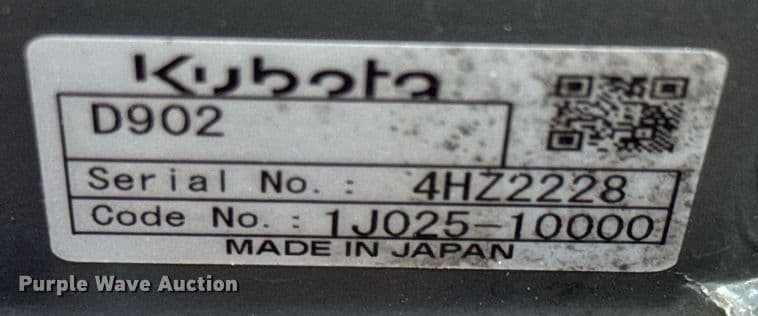 Kubota
D902
Serial No. : 4HZ2228
Code No. : 1J025-10000
MADE IN JAPAN
Purple Wave Auction